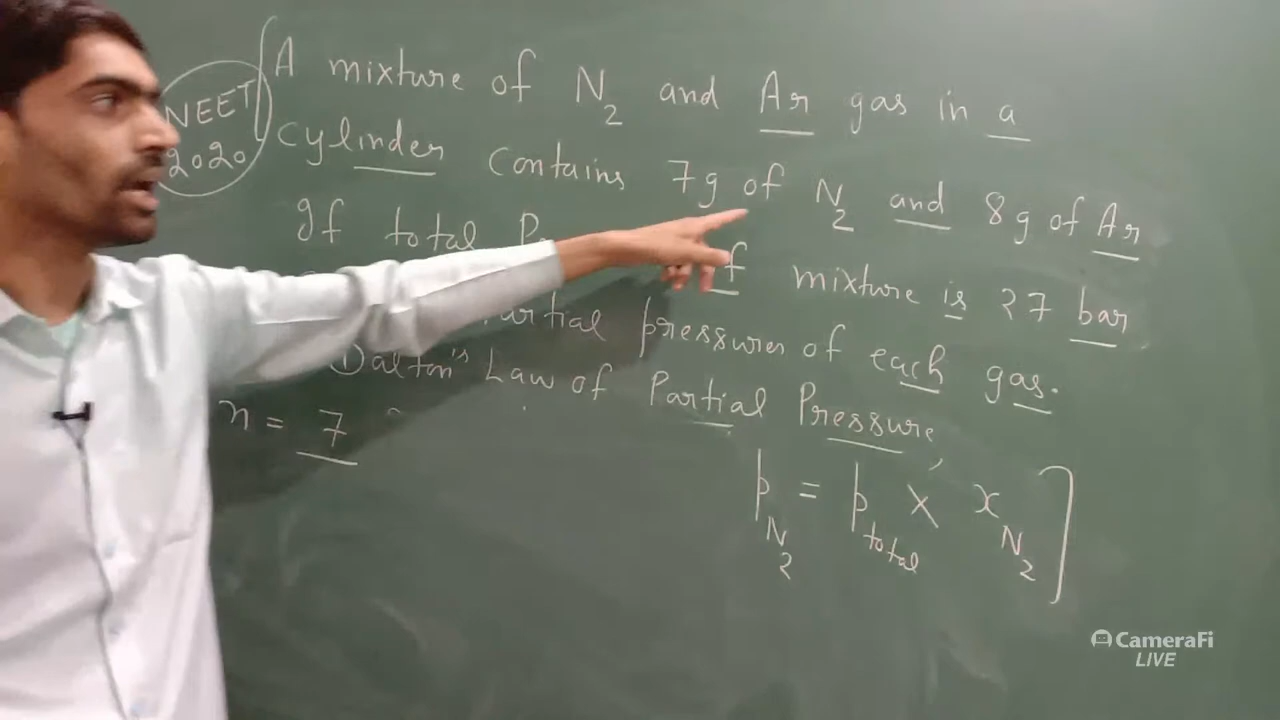 NEET
2020
A mixture of N₂ and Ar gas in a
cylinder contains 7g of N₂ and 8g of Ar
If total of mixture is 27 bar
partial pressures of each gas.
Dalton's Law of Partial Pressure,
n = 7
p N₂ = p total X x N₂ ]
CameraFi
LIVE